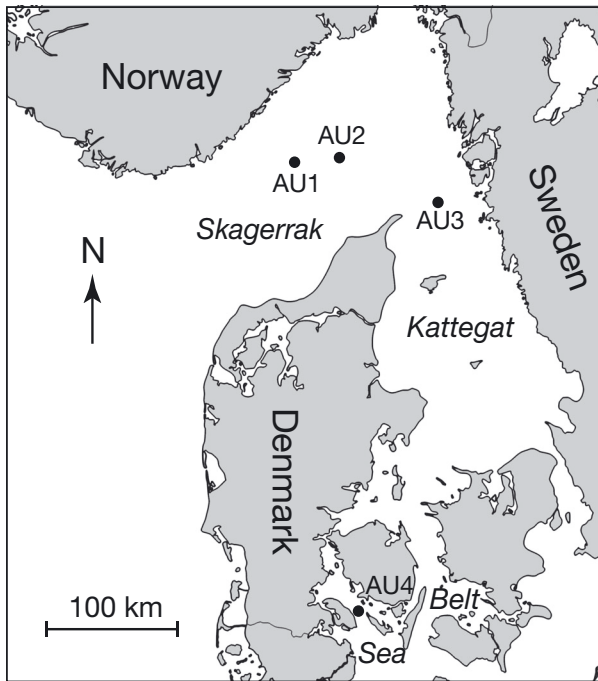 Norway
AU2
AU1
Sweden
AU3
Skagerrak
N
Kattegat
Denmark
AU4
Belt
100 km
Sea